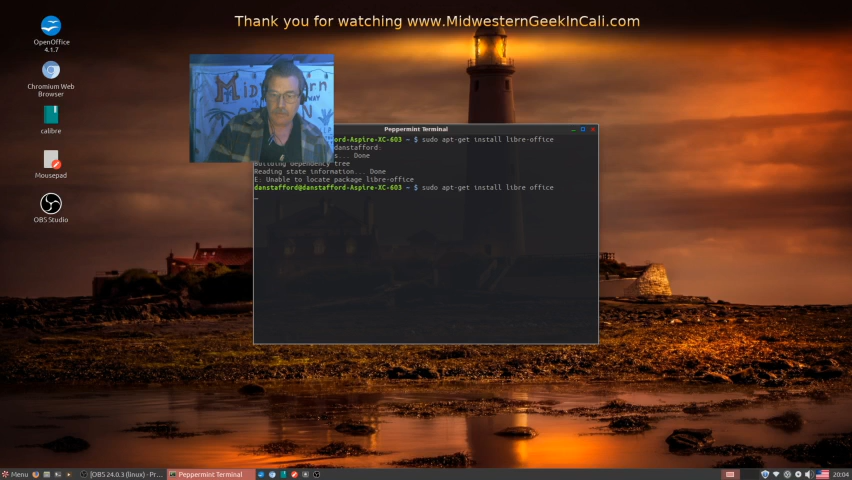 Thank you for watching www.MidwesternGeekInCali.com
OpenOffice
4.1.7
Chromium Web
Browser
calibre
Mousepad
OBS Studio
Peppermint Terminal
ford-Aspire-XC-603 ~ $ sudo apt-get install libre-office
danstafford:
s... Done
Building dependency tree
Reading state information... Done
E: Unable to locate package libre-office
danstafford@danstafford-Aspire-XC-603 ~ $ sudo apt-get install libre office
Menu
OBS 24.0.3 (linux) - Pr...
Peppermint Terminal
20:04